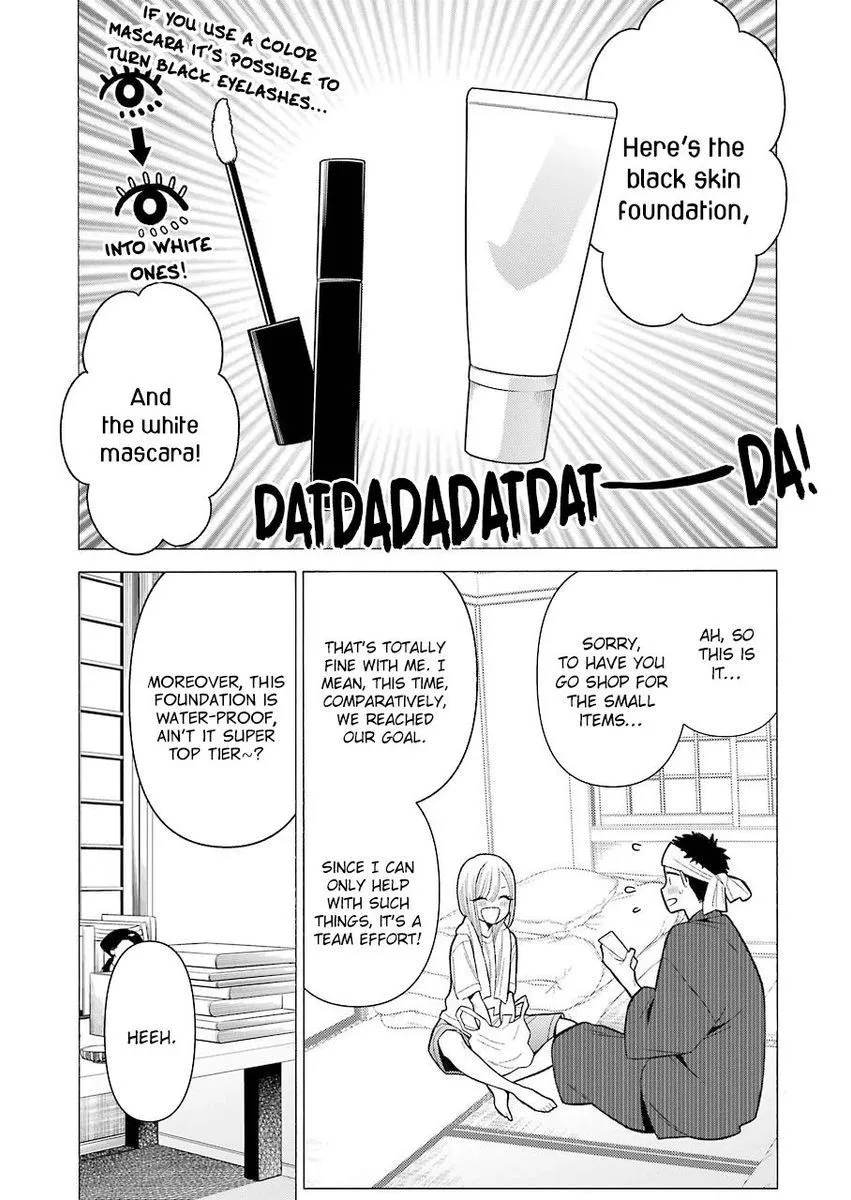 Here's the
black skin
foundation,
IF YOU USE A COLOR
MASCARA IT'S POSSIBLE TO
TURN BLACK EYELASHES...
INTO WHITE
ONES!
And
the white
mascara!
DATDADADATDAT DA!
AH, SO
THIS IS
IT...
SORRY,
TO HAVE YOU
GO SHOP FOR
THE SMALL
ITEMS...
THAT'S TOTALLY
FINE WITH ME. I
MEAN, THIS TIME,
COMPARATIVELY,
WE REACHED
OUR GOAL.
SINCE I CAN
ONLY HELP
WITH SUCH
THINGS, IT'S A
TEAM EFFORT!
MOREOVER, THIS
FOUNDATION IS
WATER-PROOF,
AIN'T IT SUPER
TOP TIER~?
HEEH.